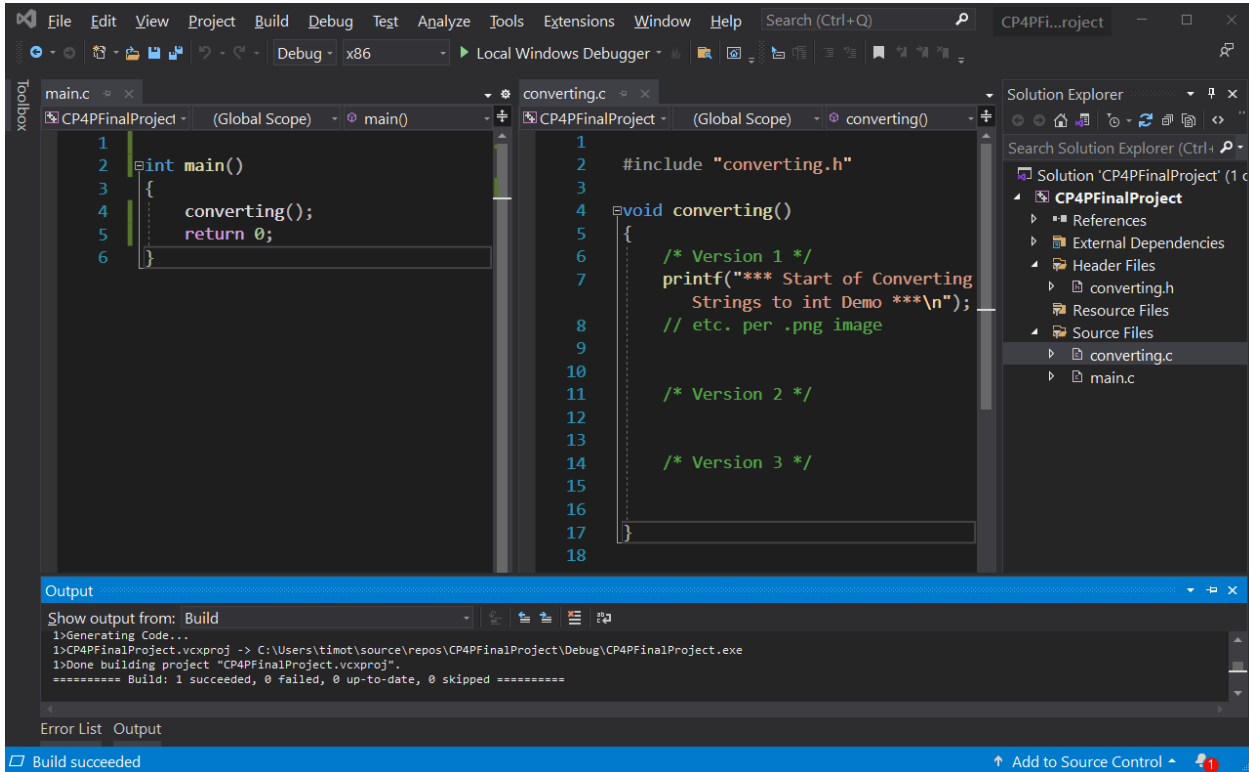 File Edit View Project Build Debug Test Analyze Tools Extensions Window Help Search (Ctrl+Q) CP4PFi...roject
Debug x86 Local Windows Debugger
Toolbox
main.c
CP4PFinalProject (Global Scope) main()
1
2 int main()
3 {
4 converting();
5 return 0;
6 }
converting.c
CP4PFinalProject (Global Scope) converting()
1
2 #include "converting.h"
3
4 void converting()
5 {
6 /* Version 1 */
7 printf("*** Start of Converting
Strings to int Demo ***\n");
8 // etc. per .png image
9
10
11 /* Version 2 */
12
13
14 /* Version 3 */
15
16
17 }
18
Solution Explorer
Search Solution Explorer (Ctrl+
Solution 'CP4PFinalProject' (1 c
CP4PFinalProject
References
External Dependencies
Header Files
converting.h
Resource Files
Source Files
converting.c
main.c
Output
Show output from: Build
1>Generating Code...
1>CP4PFinalProject.vcxproj -> C:\Users\timot\source\repos\CP4PFinalProject\Debug\CP4PFinalProject.exe
1>Done building project "CP4PFinalProject.vcxproj".
========== Build: 1 succeeded, 0 failed, 0 up-to-date, 0 skipped ==========
Error List Output
Build succeeded Add to Source Control 1